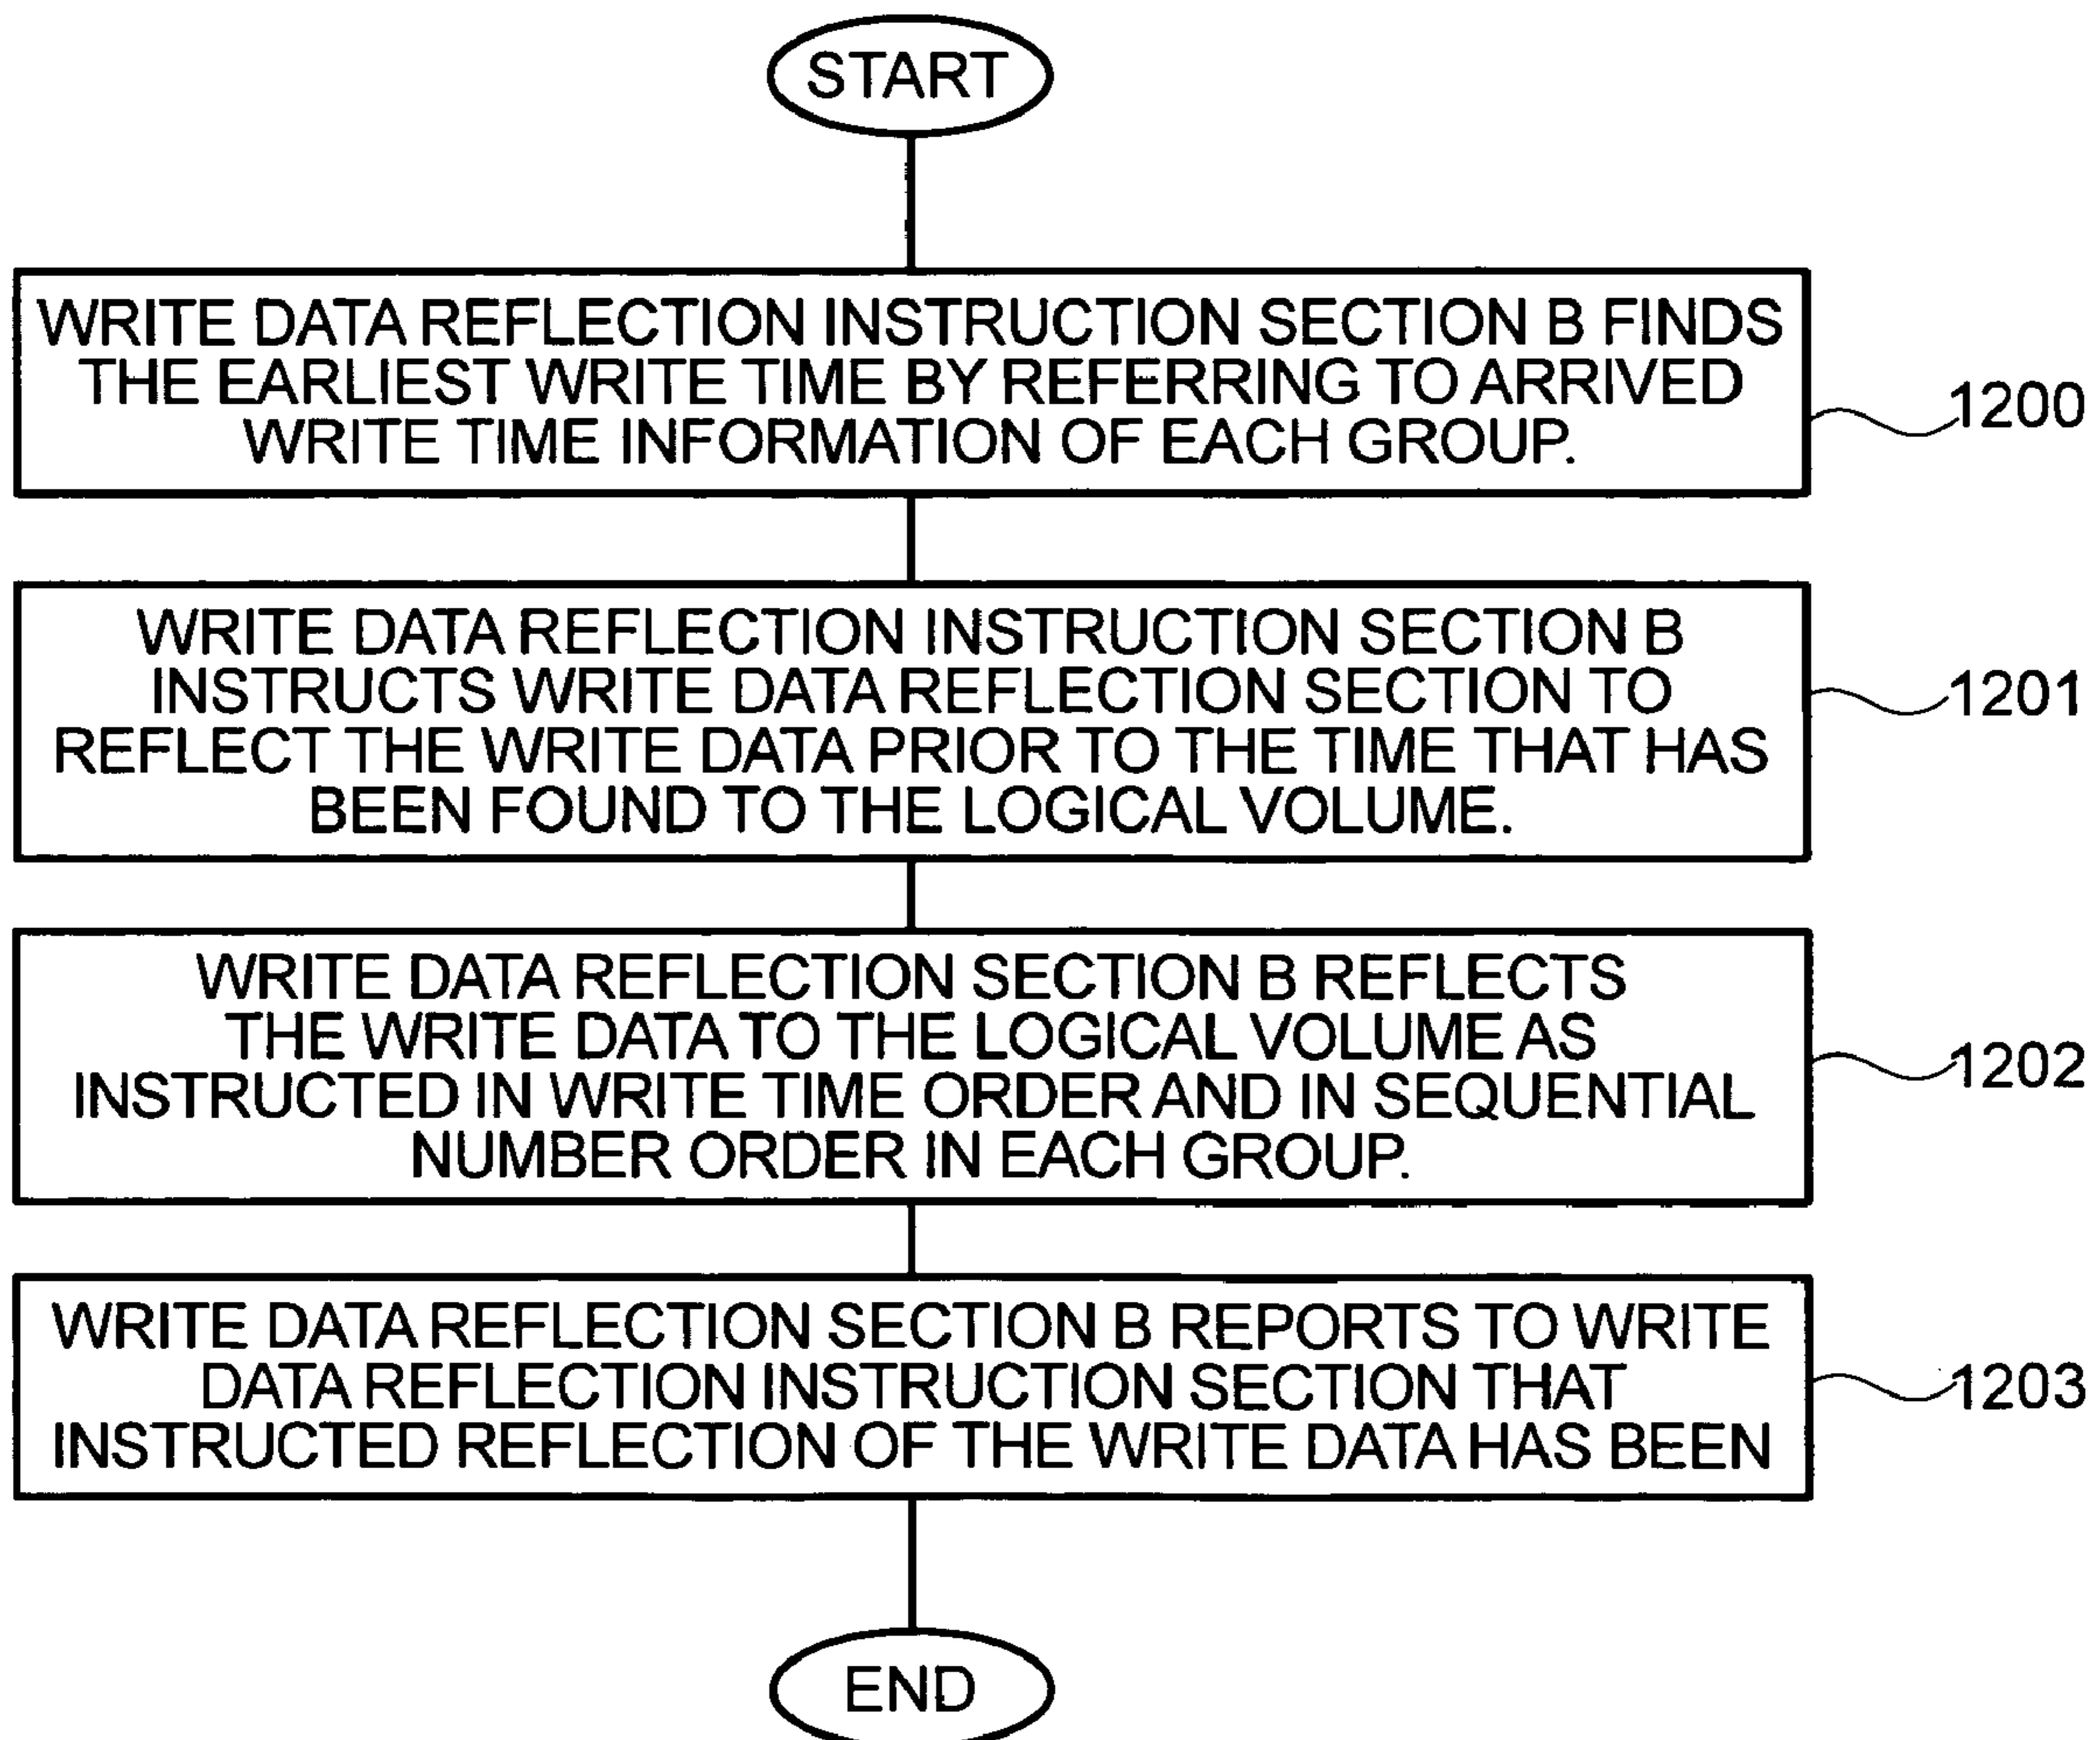 START
WRITE DATA REFLECTION INSTRUCTION SECTION B FINDS
THE EARLIEST WRITE TIME BY REFERRING TO ARRIVED
WRITE TIME INFORMATION OF EACH GROUP.
1200
WRITE DATA REFLECTION INSTRUCTION SECTION B
INSTRUCTS WRITE DATA REFLECTION SECTION TO
REFLECT THE WRITE DATA PRIOR TO THE TIME THAT HAS
BEEN FOUND TO THE LOGICAL VOLUME.
1201
WRITE DATA REFLECTION SECTION B REFLECTS
THE WRITE DATA TO THE LOGICAL VOLUME AS
INSTRUCTED IN WRITE TIME ORDER AND IN SEQUENTIAL
NUMBER ORDER IN EACH GROUP.
1202
WRITE DATA REFLECTION SECTION B REPORTS TO WRITE
DATA REFLECTION INSTRUCTION SECTION THAT
INSTRUCTED REFLECTION OF THE WRITE DATA HAS BEEN
1203
END